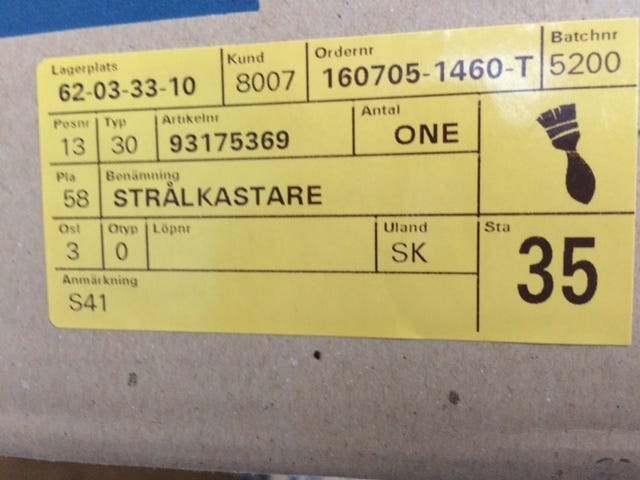 Lagerplats Kund Ordernr Batchnr
62-03-33-10 8007 160705-1460-T 5200
Posnr Typ Artikelnr Antal
13 30 93175369 ONE
Pla Benämning
58 STRÅLKASTARE
Ost Otyp Löpnr Uland Sta
3 0 SK 35
Anmärkning
S41